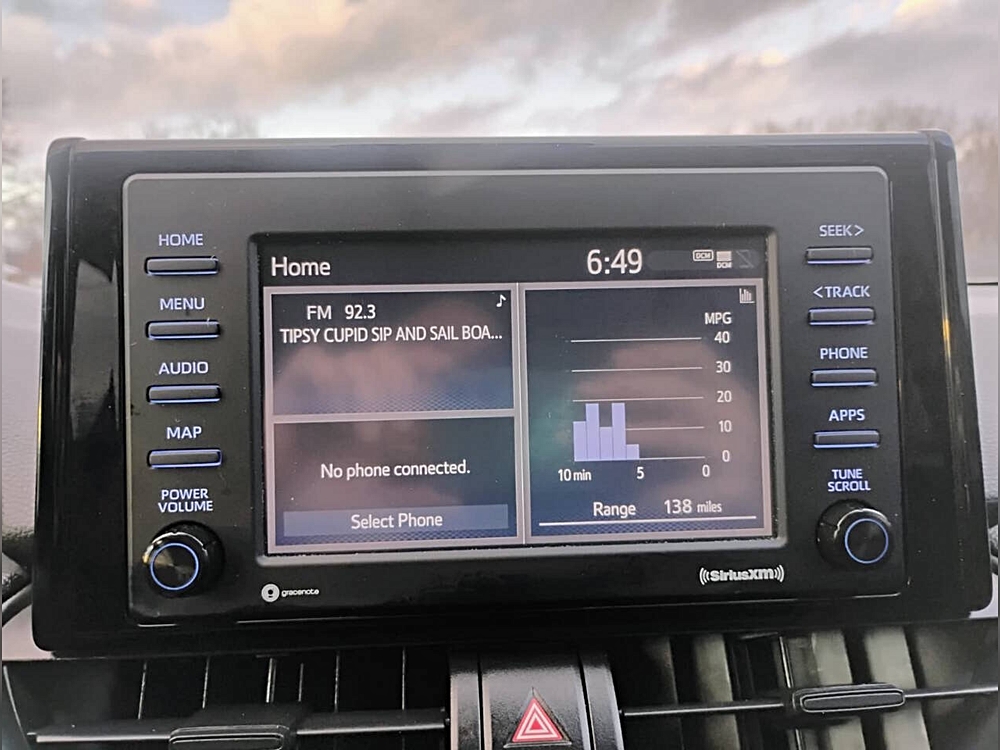 HOME
MENU
AUDIO
MAP
POWER
VOLUME
Home
6:49
DCM
DCM
FM 92.3
TIPSY CUPID SIP AND SAIL BOA...
No phone connected.
Select Phone
MPG
40
30
20
10
0
10 min 5 0
Range 138 miles
SEEK >
< TRACK
PHONE
APPS
TUNE
SCROLL
gracenote
((SiriusXM))